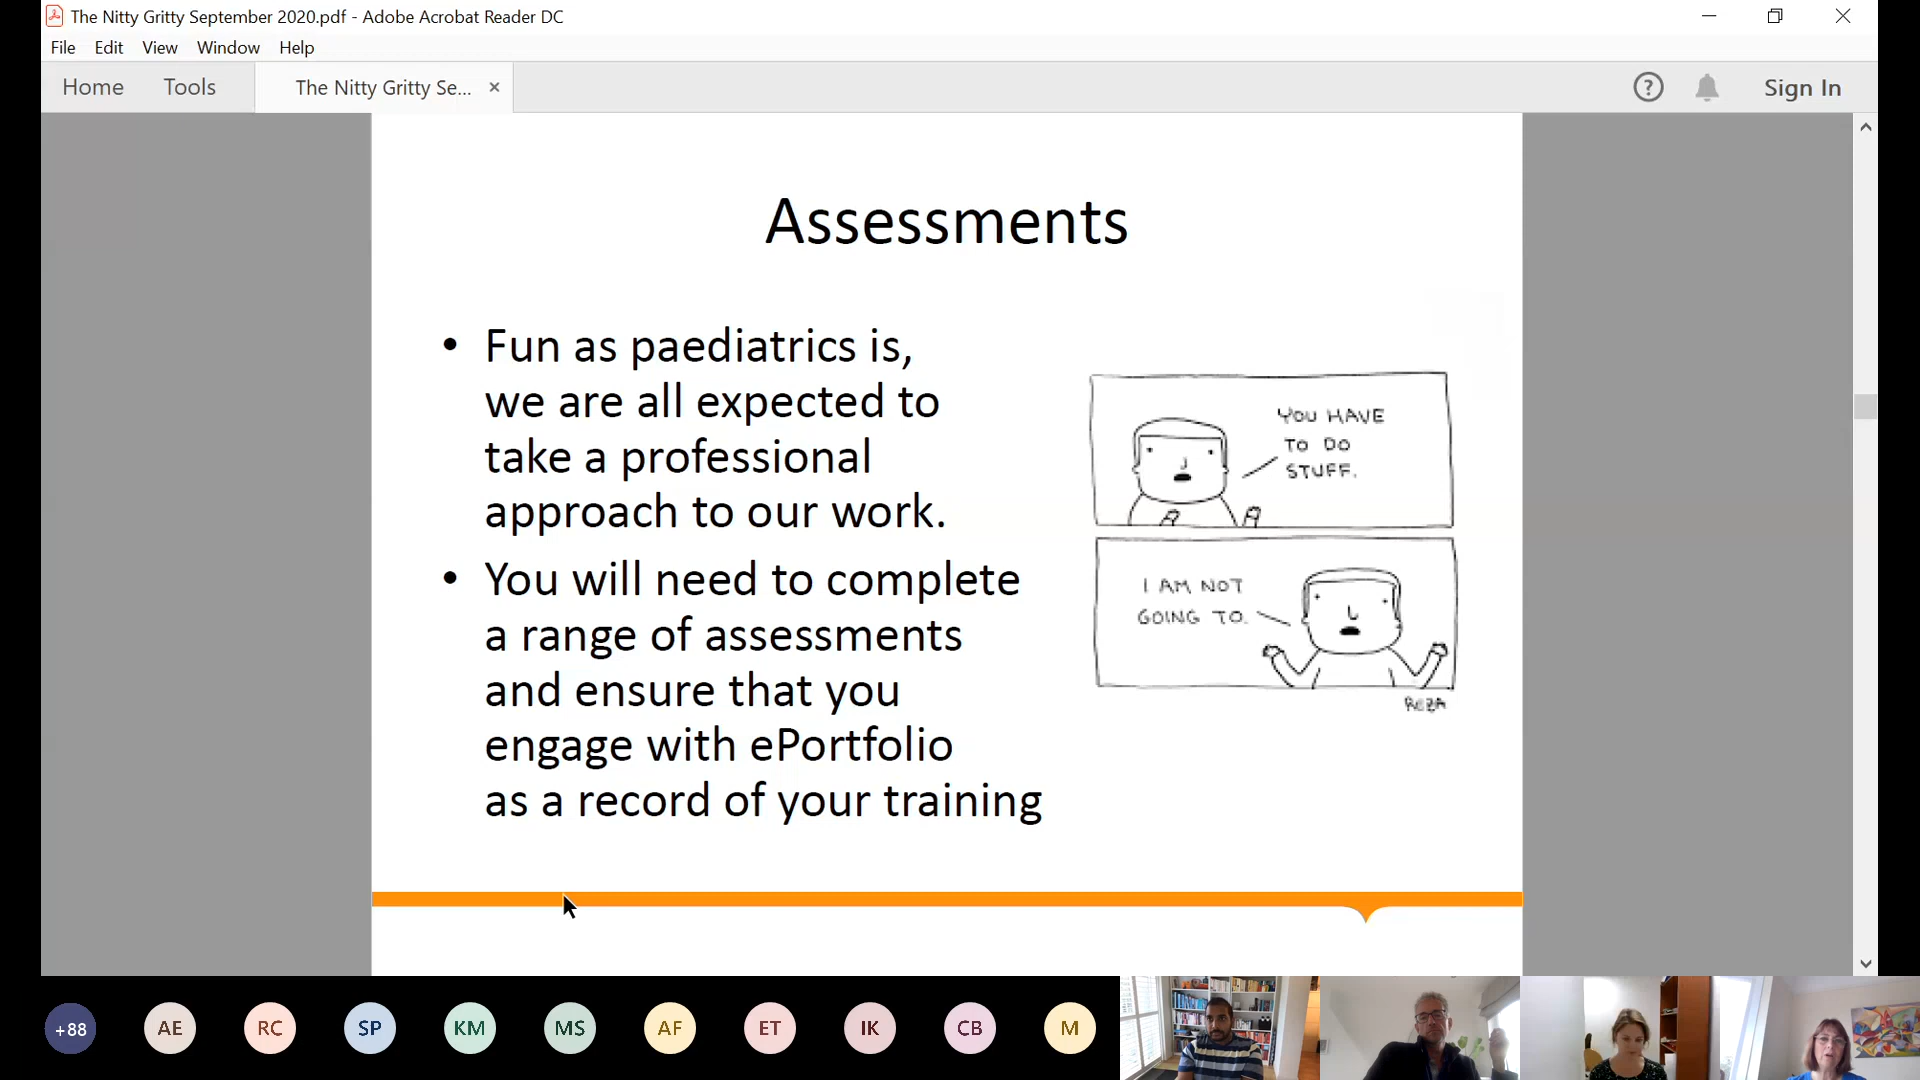 The Nitty Gritty September 2020.pdf - Adobe Acrobat Reader DC
File Edit View Window Help
Home Tools The Nitty Gritty Se... × ? Sign In
Assessments
• Fun as paediatrics is,
we are all expected to
take a professional
approach to our work.
• You will need to complete
a range of assessments
and ensure that you
engage with ePortfolio
as a record of your training
YOU HAVE
TO DO
STUFF.
I AM NOT
GOING TO.
REZA
+88 AE RC SP KM MS AF ET IK CB M